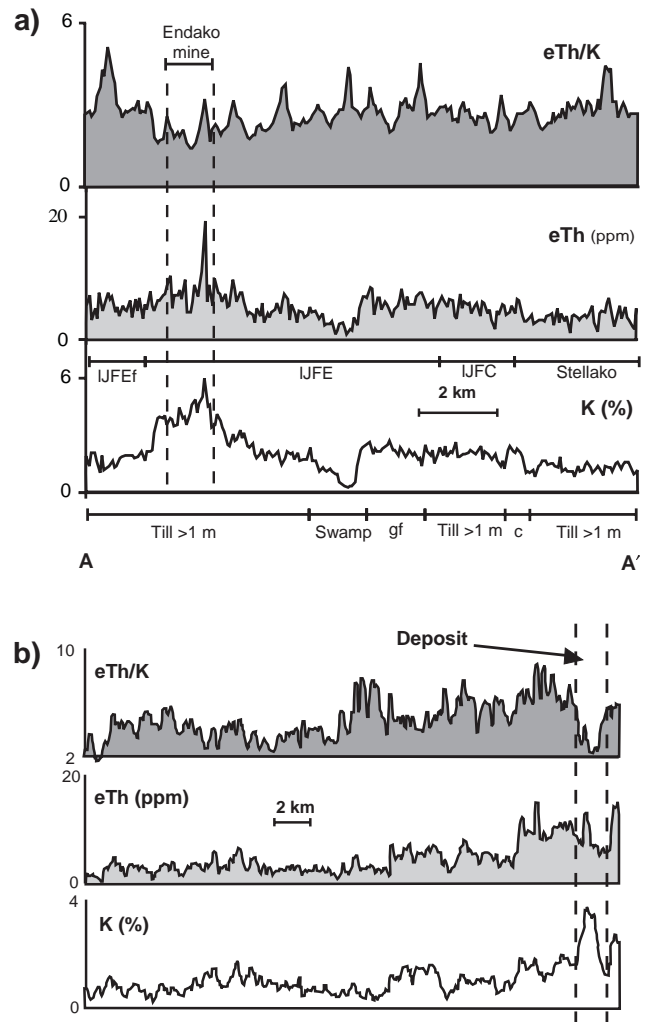 a)
6
Endako
mine
eTh/K
0
20
eTh (ppm)
0
IJFEf IJFE IJFC Stellako
6
2 km
K (%)
0
Till >1 m Swamp gf Till >1 m c Till >1 m
A A′
b)
Deposit
10
eTh/K
2
20
eTh (ppm)
2 km
0
4
K (%)
0